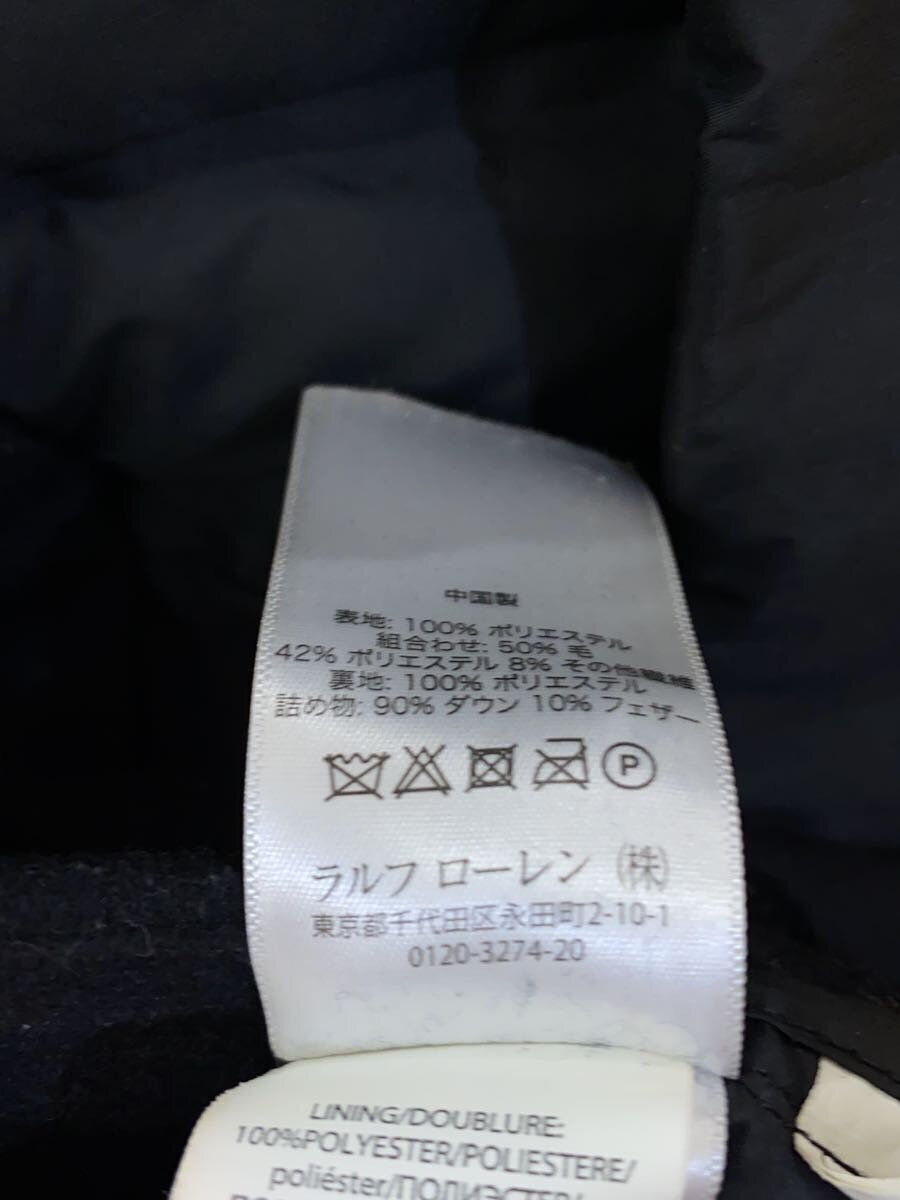 中国製
表地: 100% ポリエステル
組合わせ: 50% 毛
42% ポリエステル 8% その他繊維
裏地: 100% ポリエステル
詰め物: 90% ダウン 10% フェザー
P
ラルフ ローレン (株)
東京都千代田区永田町2-10-1
0120-3274-20
LINING/DOUBLURE:
100%POLYESTER/POLIESTERE/
poliéster/ПОЛИЭСТЕР/